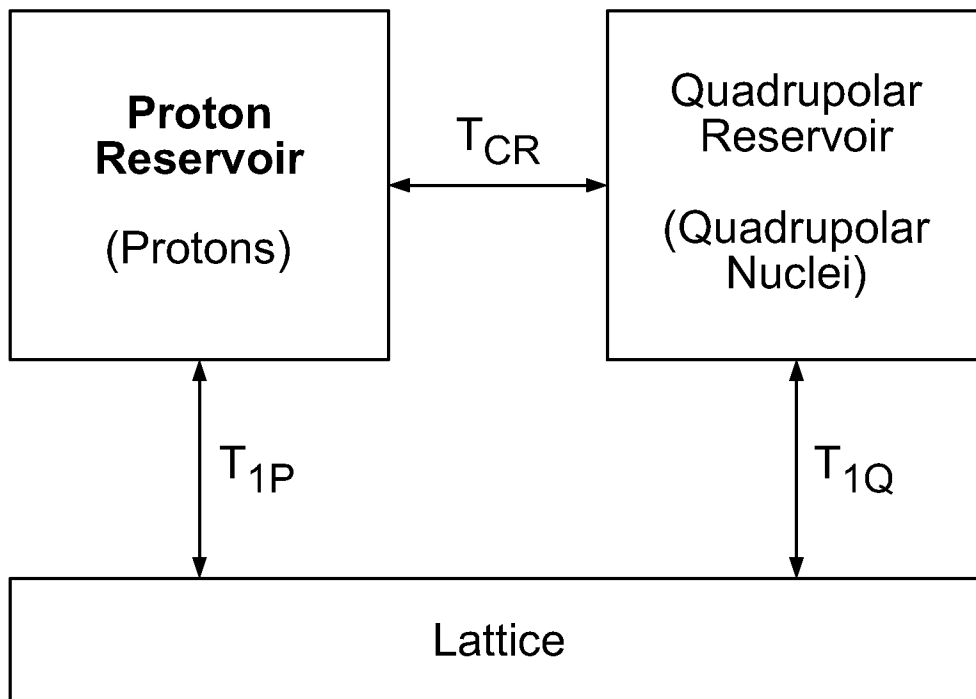 Proton
Reservoir
(Protons)
T_CR
Quadrupolar
Reservoir
(Quadrupolar
Nuclei)
T_1P
T_1Q
Lattice